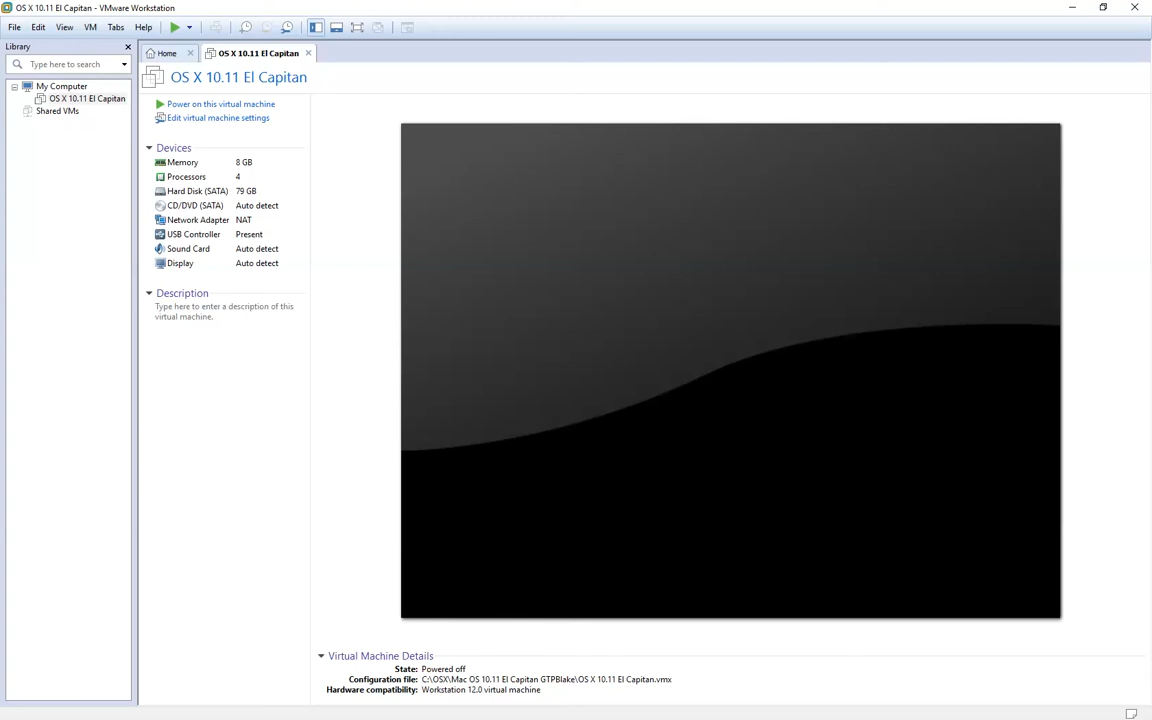 OS X 10.11 El Capitan - VMware Workstation
File Edit View VM Tabs Help
Library
Type here to search
My Computer
OS X 10.11 El Capitan
Shared VMs
Home
OS X 10.11 El Capitan
OS X 10.11 El Capitan
Power on this virtual machine
Edit virtual machine settings
Devices
Memory 8 GB
Processors 4
Hard Disk (SATA) 79 GB
CD/DVD (SATA) Auto detect
Network Adapter NAT
USB Controller Present
Sound Card Auto detect
Display Auto detect
Description
Type here to enter a description of this
virtual machine.
Virtual Machine Details
State: Powered off
Configuration file: C:\OSX\Mac OS 10.11 El Capitan GTPBlake\OS X 10.11 El Capitan.vmx
Hardware compatibility: Workstation 12.0 virtual machine